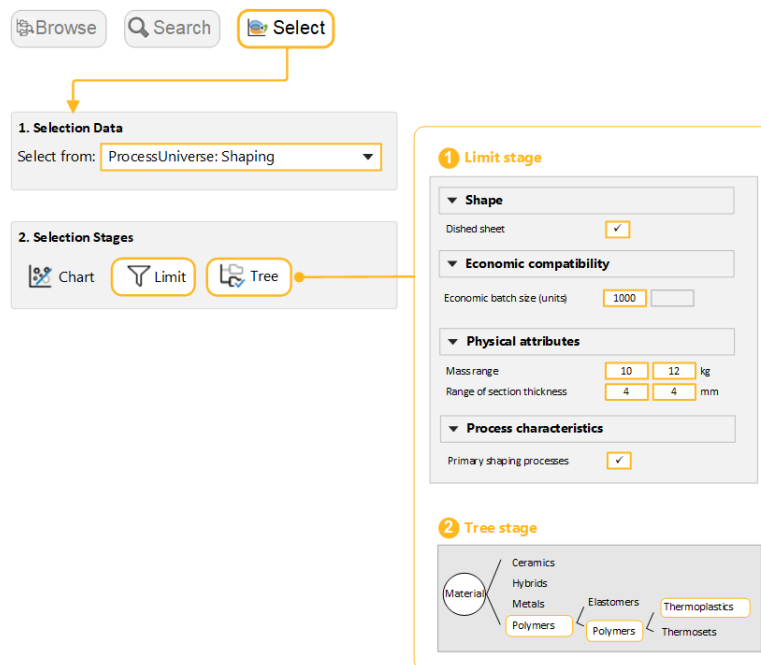 Browse
Search
Select
1. Selection Data
Select from: ProcessUniverse: Shaping
2. Selection Stages
Chart
Limit
Tree
1 Limit stage
Shape
Dished sheet ✓
Economic compatibility
Economic batch size (units) 1000
Physical attributes
Mass range 10 12 kg
Range of section thickness 4 4 mm
Process characteristics
Primary shaping processes ✓
2 Tree stage
Material
Ceramics
Hybrids
Metals
Polymers
Elastomers
Polymers
Thermoplastics
Thermosets